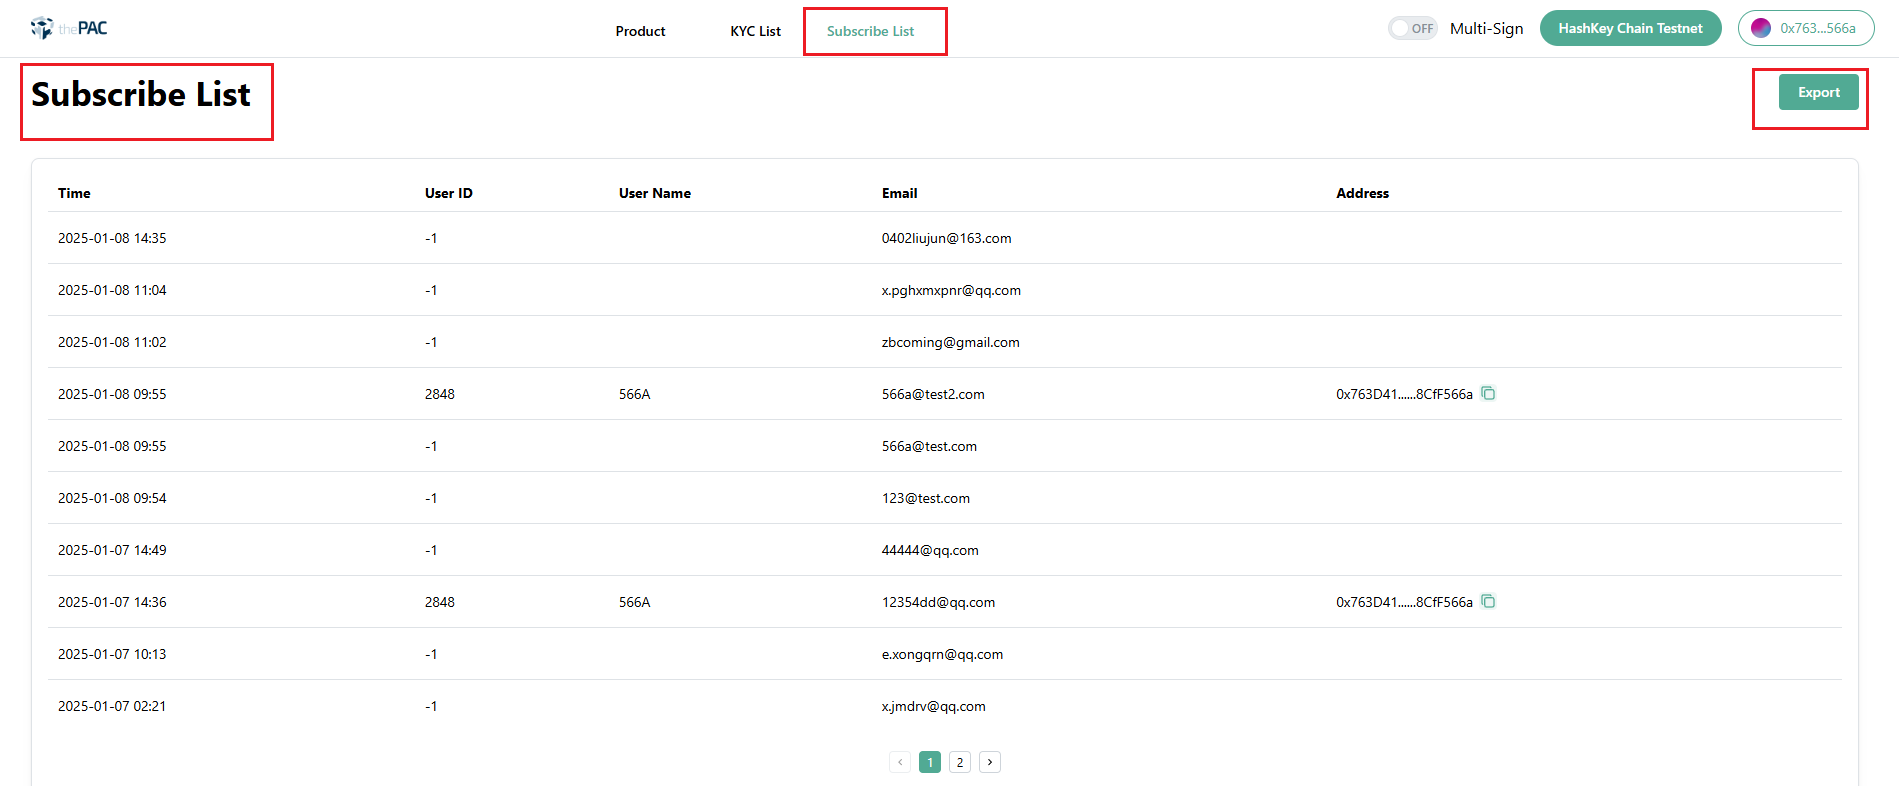 thePAC Product KYC List Subscribe List OFF Multi-Sign HashKey Chain Testnet 0x763...566a
Subscribe List Export
Time User ID User Name Email Address
2025-01-08 14:35 -1 0402liujun@163.com
2025-01-08 11:04 -1 x.pghxmxpnr@qq.com
2025-01-08 11:02 -1 zbcoming@gmail.com
2025-01-08 09:55 2848 566A 566a@test2.com 0x763D41......8CfF566a
2025-01-08 09:55 -1 566a@test.com
2025-01-08 09:54 -1 123@test.com
2025-01-07 14:49 -1 44444@qq.com
2025-01-07 14:36 2848 566A 12354dd@qq.com 0x763D41......8CfF566a
2025-01-07 10:13 -1 e.xongqrn@qq.com
2025-01-07 02:21 -1 x.jmdrv@qq.com
< 1 2 >